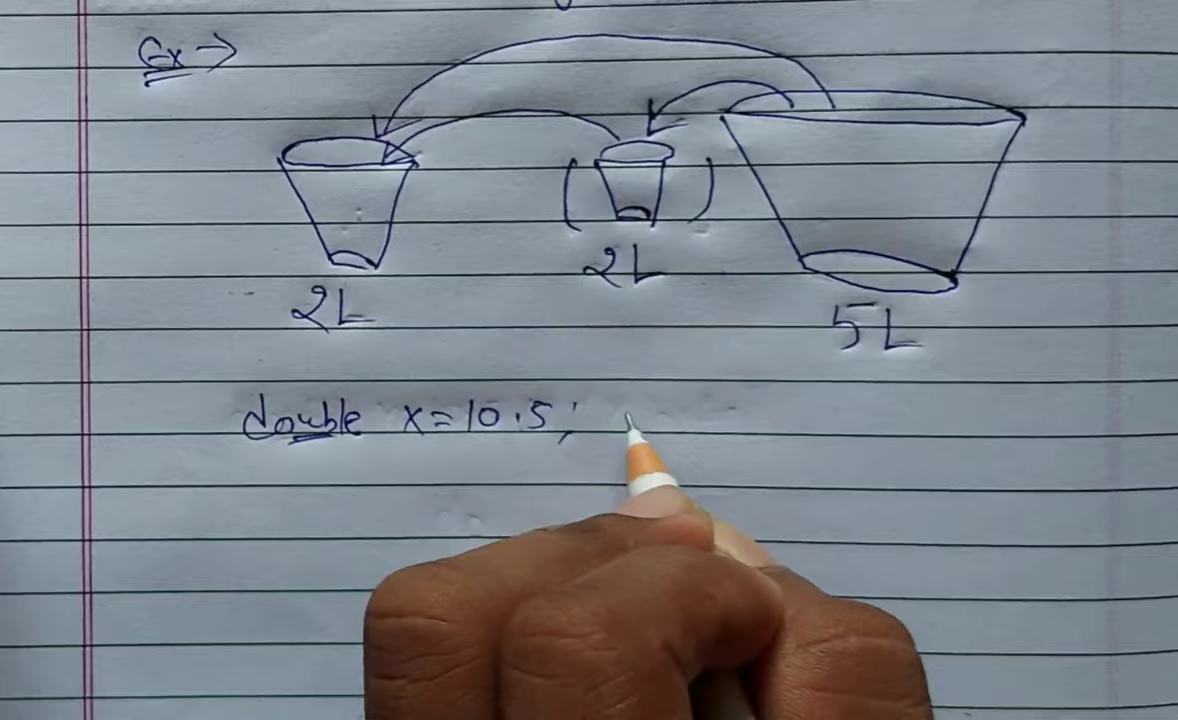 Ex →
( )
2L
2L
5L
double x=10.5;